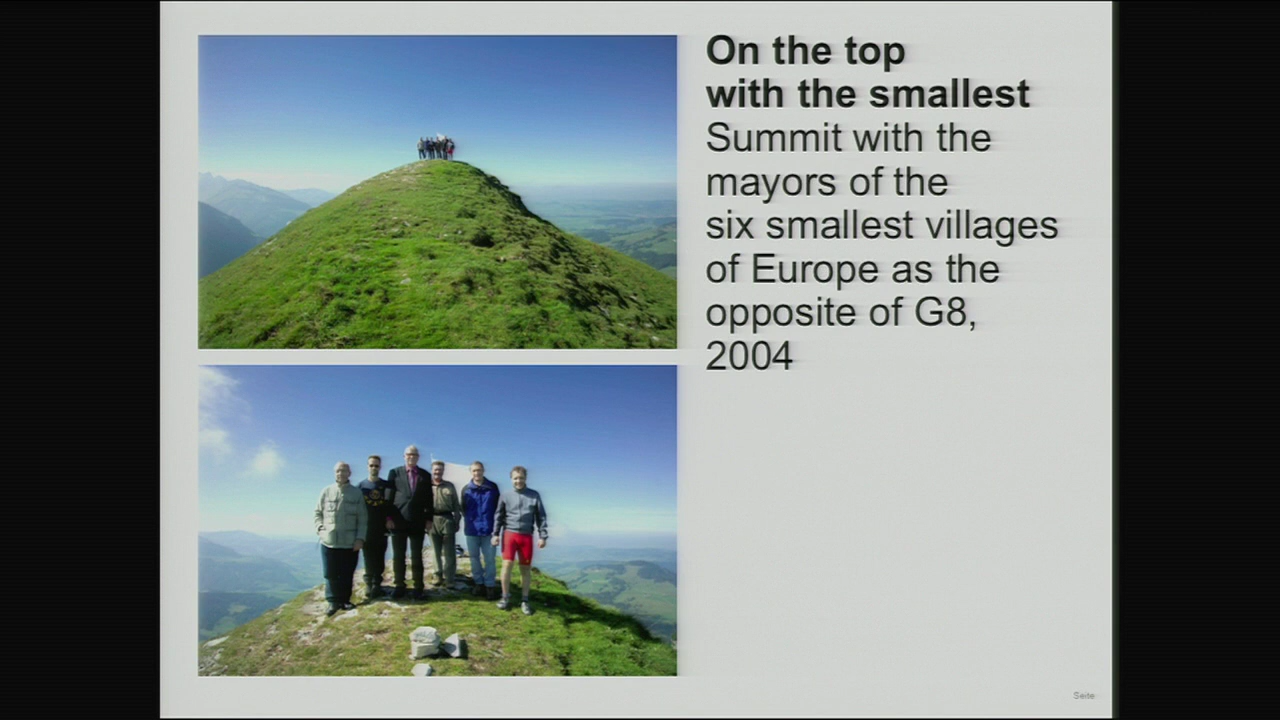 On the top
with the smallest
Summit with the
mayors of the
six smallest villages
of Europe as the
opposite of G8,
2004
Seite